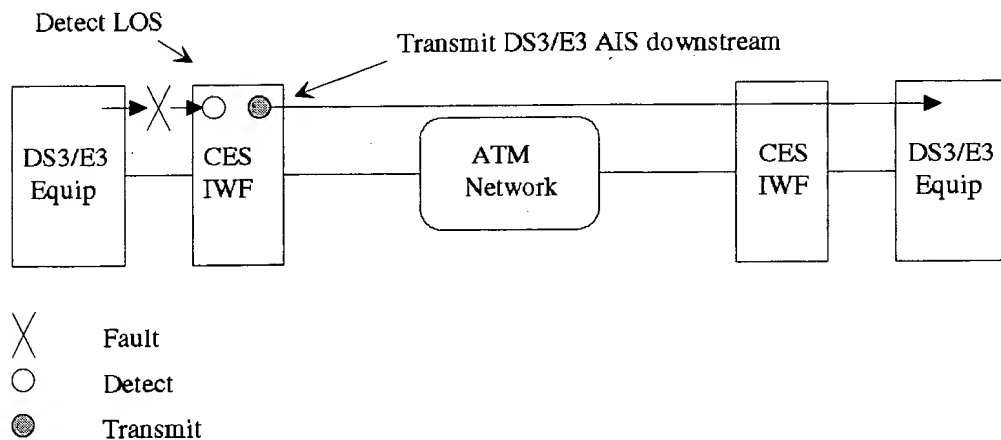 Detect LOS
Transmit DS3/E3 AIS downstream
DS3/E3
Equip
CES
IWF
ATM
Network
CES
IWF
DS3/E3
Equip
Fault
Detect
Transmit